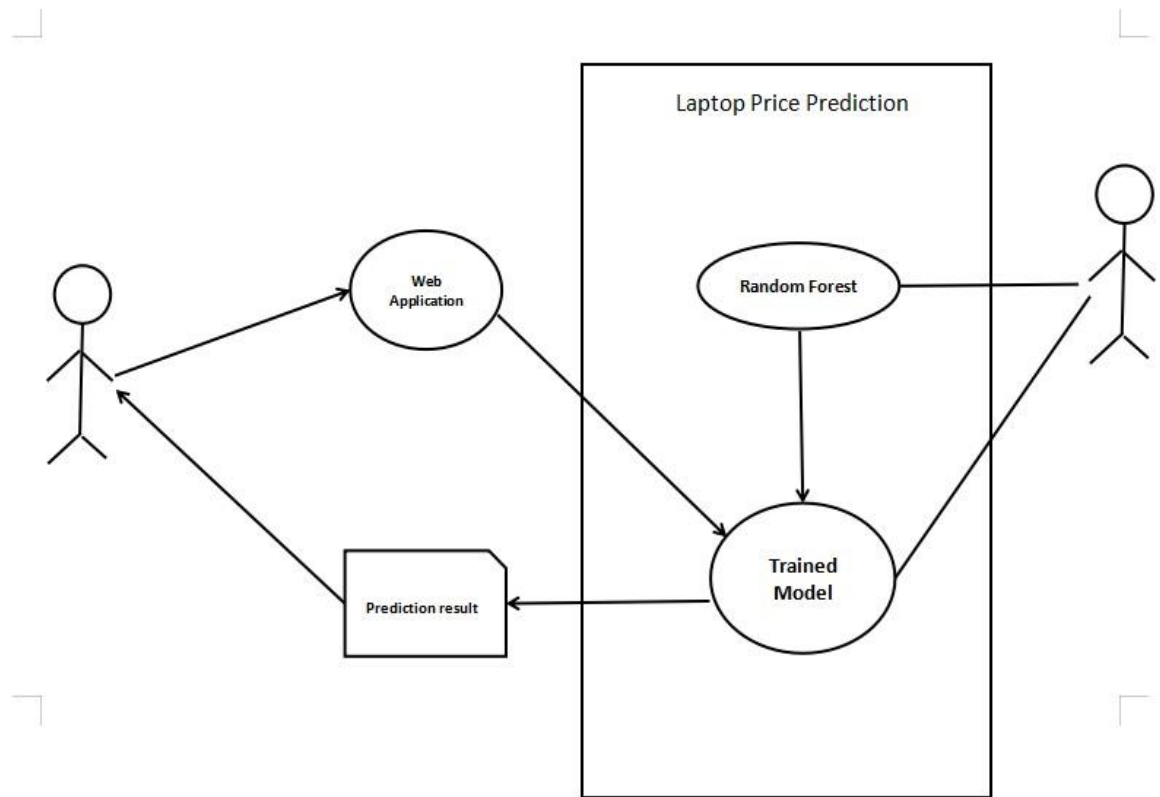 Laptop Price Prediction
Web
Application
Random Forest
Trained
Model
Prediction result